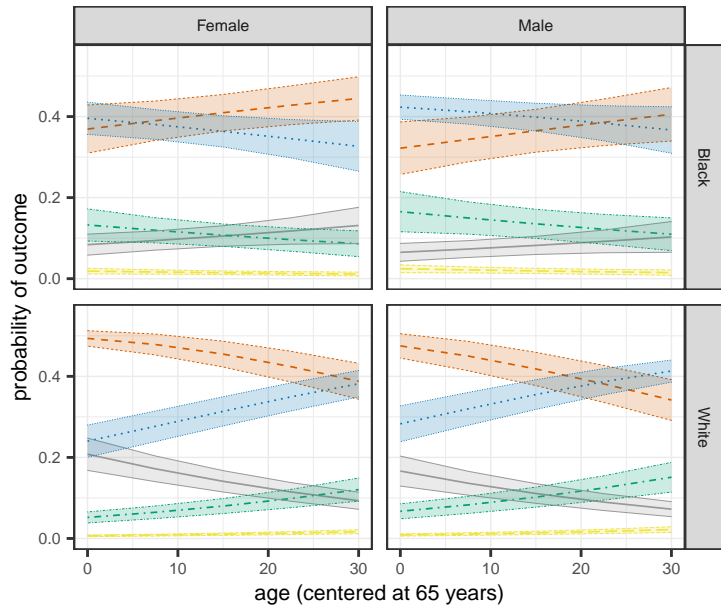 Female
Male
0.4
0.2
0.0
Black
probability of outcome
0.4
0.2
0.0
White
0
10
20
30
0
10
20
30
age (centered at 65 years)